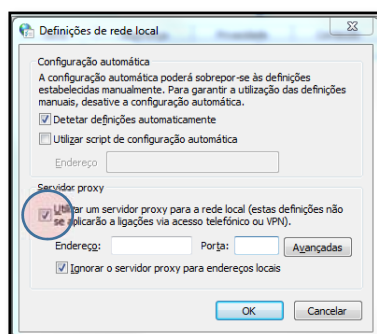 Definições de rede local
Configuração automática
A configuração automática poderá sobrepor-se às definições
estabelecidas manualmente. Para garantir a utilização das definições
manuais, desative a configuração automática.
Detetar definições automaticamente
Utilizar script de configuração automática
Endereço
Servidor proxy
Utilizar um servidor proxy para a rede local (estas definições não
se aplicarão a ligações via acesso telefónico ou VPN).
Endereço: Porta: Avançadas
Ignorar o servidor proxy para endereços locais
OK Cancelar